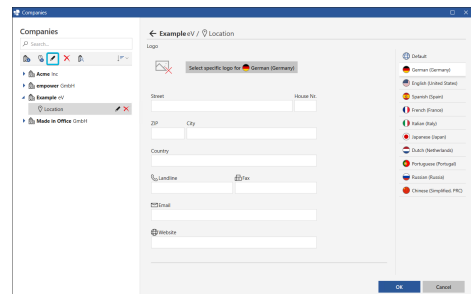 Companies
Companies
Search...
Acme Inc
empower GmbH
Example eV
Location
Made in Office GmbH
Example eV / Location
Logo
Select specific logo for German (Germany)
Street
House Nr.
ZIP
City
Country
Landline
Fax
Email
Website
Default
German (Germany)
English (United States)
Spanish (Spain)
French (France)
Italian (Italy)
Japanese (Japan)
Dutch (Netherlands)
Portuguese (Portugal)
Russian (Russia)
Chinese (Simplified, PRC)
OK
Cancel